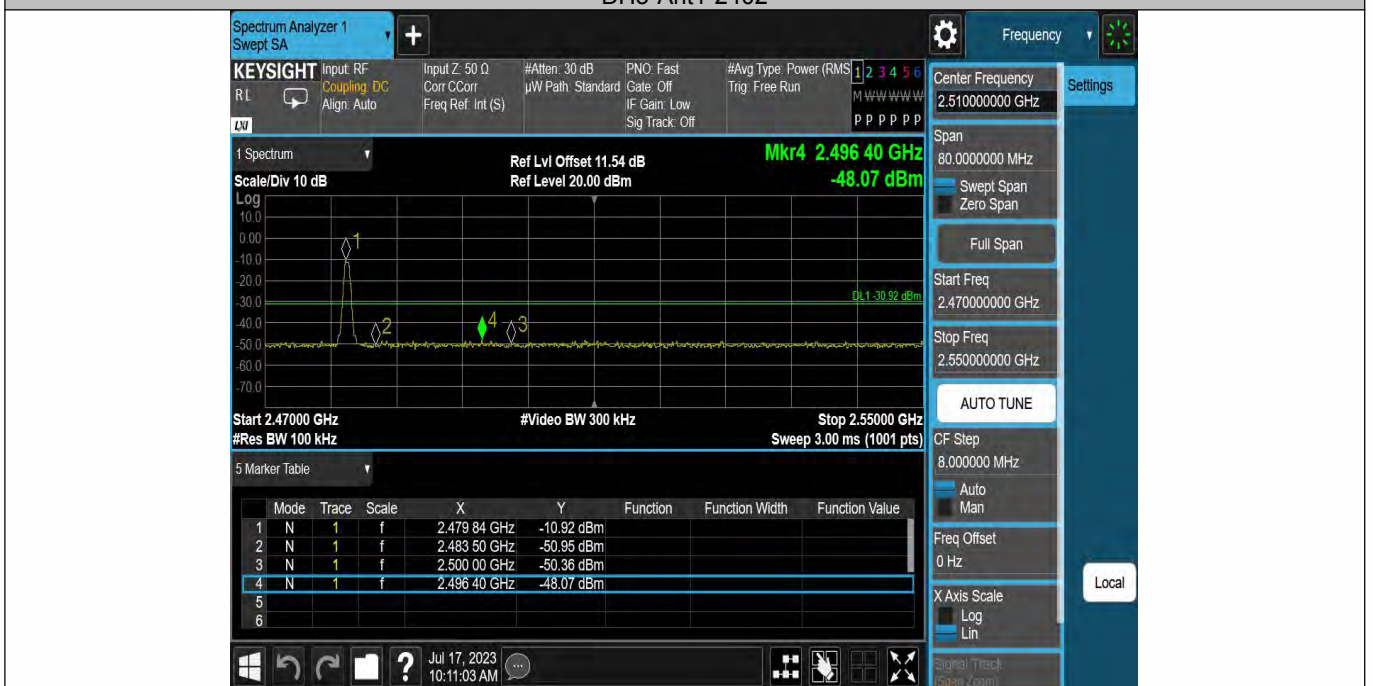 Spectrum Analyzer 1
Swept SA
Frequency
KEYSIGHT
RL
LXI
Input: RF
Coupling: DC
Align: Auto
Input Z: 50 Ω
Corr CCorr
Freq Ref: Int (S)
#Atten: 30 dB
µW Path: Standard
PNO: Fast
Gate: Off
IF Gain: Low
Sig Track: Off
#Avg Type: Power (RMS
Trig: Free Run
1 2 3 4 5 6
M W W W W W
P P P P P P
1 Spectrum
Scale/Div 10 dB
Ref Lvl Offset 11.54 dB
Ref Level 20.00 dBm
Mkr4 2.496 40 GHz
-48.07 dBm
Log
10.0
0.00
-10.0
-20.0
-30.0
-40.0
-50.0
-60.0
-70.0
1
2
4
3
DL1 -30.92 dBm
Start 2.47000 GHz
#Video BW 300 kHz
Stop 2.55000 GHz
#Res BW 100 kHz
Sweep 3.00 ms (1001 pts)
5 Marker Table
Mode Trace Scale X Y Function Function Width Function Value
1 N 1 f 2.479 84 GHz -10.92 dBm
2 N 1 f 2.483 50 GHz -50.95 dBm
3 N 1 f 2.500 00 GHz -50.36 dBm
4 N 1 f 2.496 40 GHz -48.07 dBm
5
6
?
Jul 17, 2023
10:11:03 AM
Center Frequency
2.510000000 GHz
Settings
Span
80.0000000 MHz
Swept Span
Zero Span
Full Span
Start Freq
2.470000000 GHz
Stop Freq
2.550000000 GHz
AUTO TUNE
CF Step
8.000000 MHz
Auto
Man
Freq Offset
0 Hz
X Axis Scale
Log
Lin
Local
Signal Track
(Span Zoom)